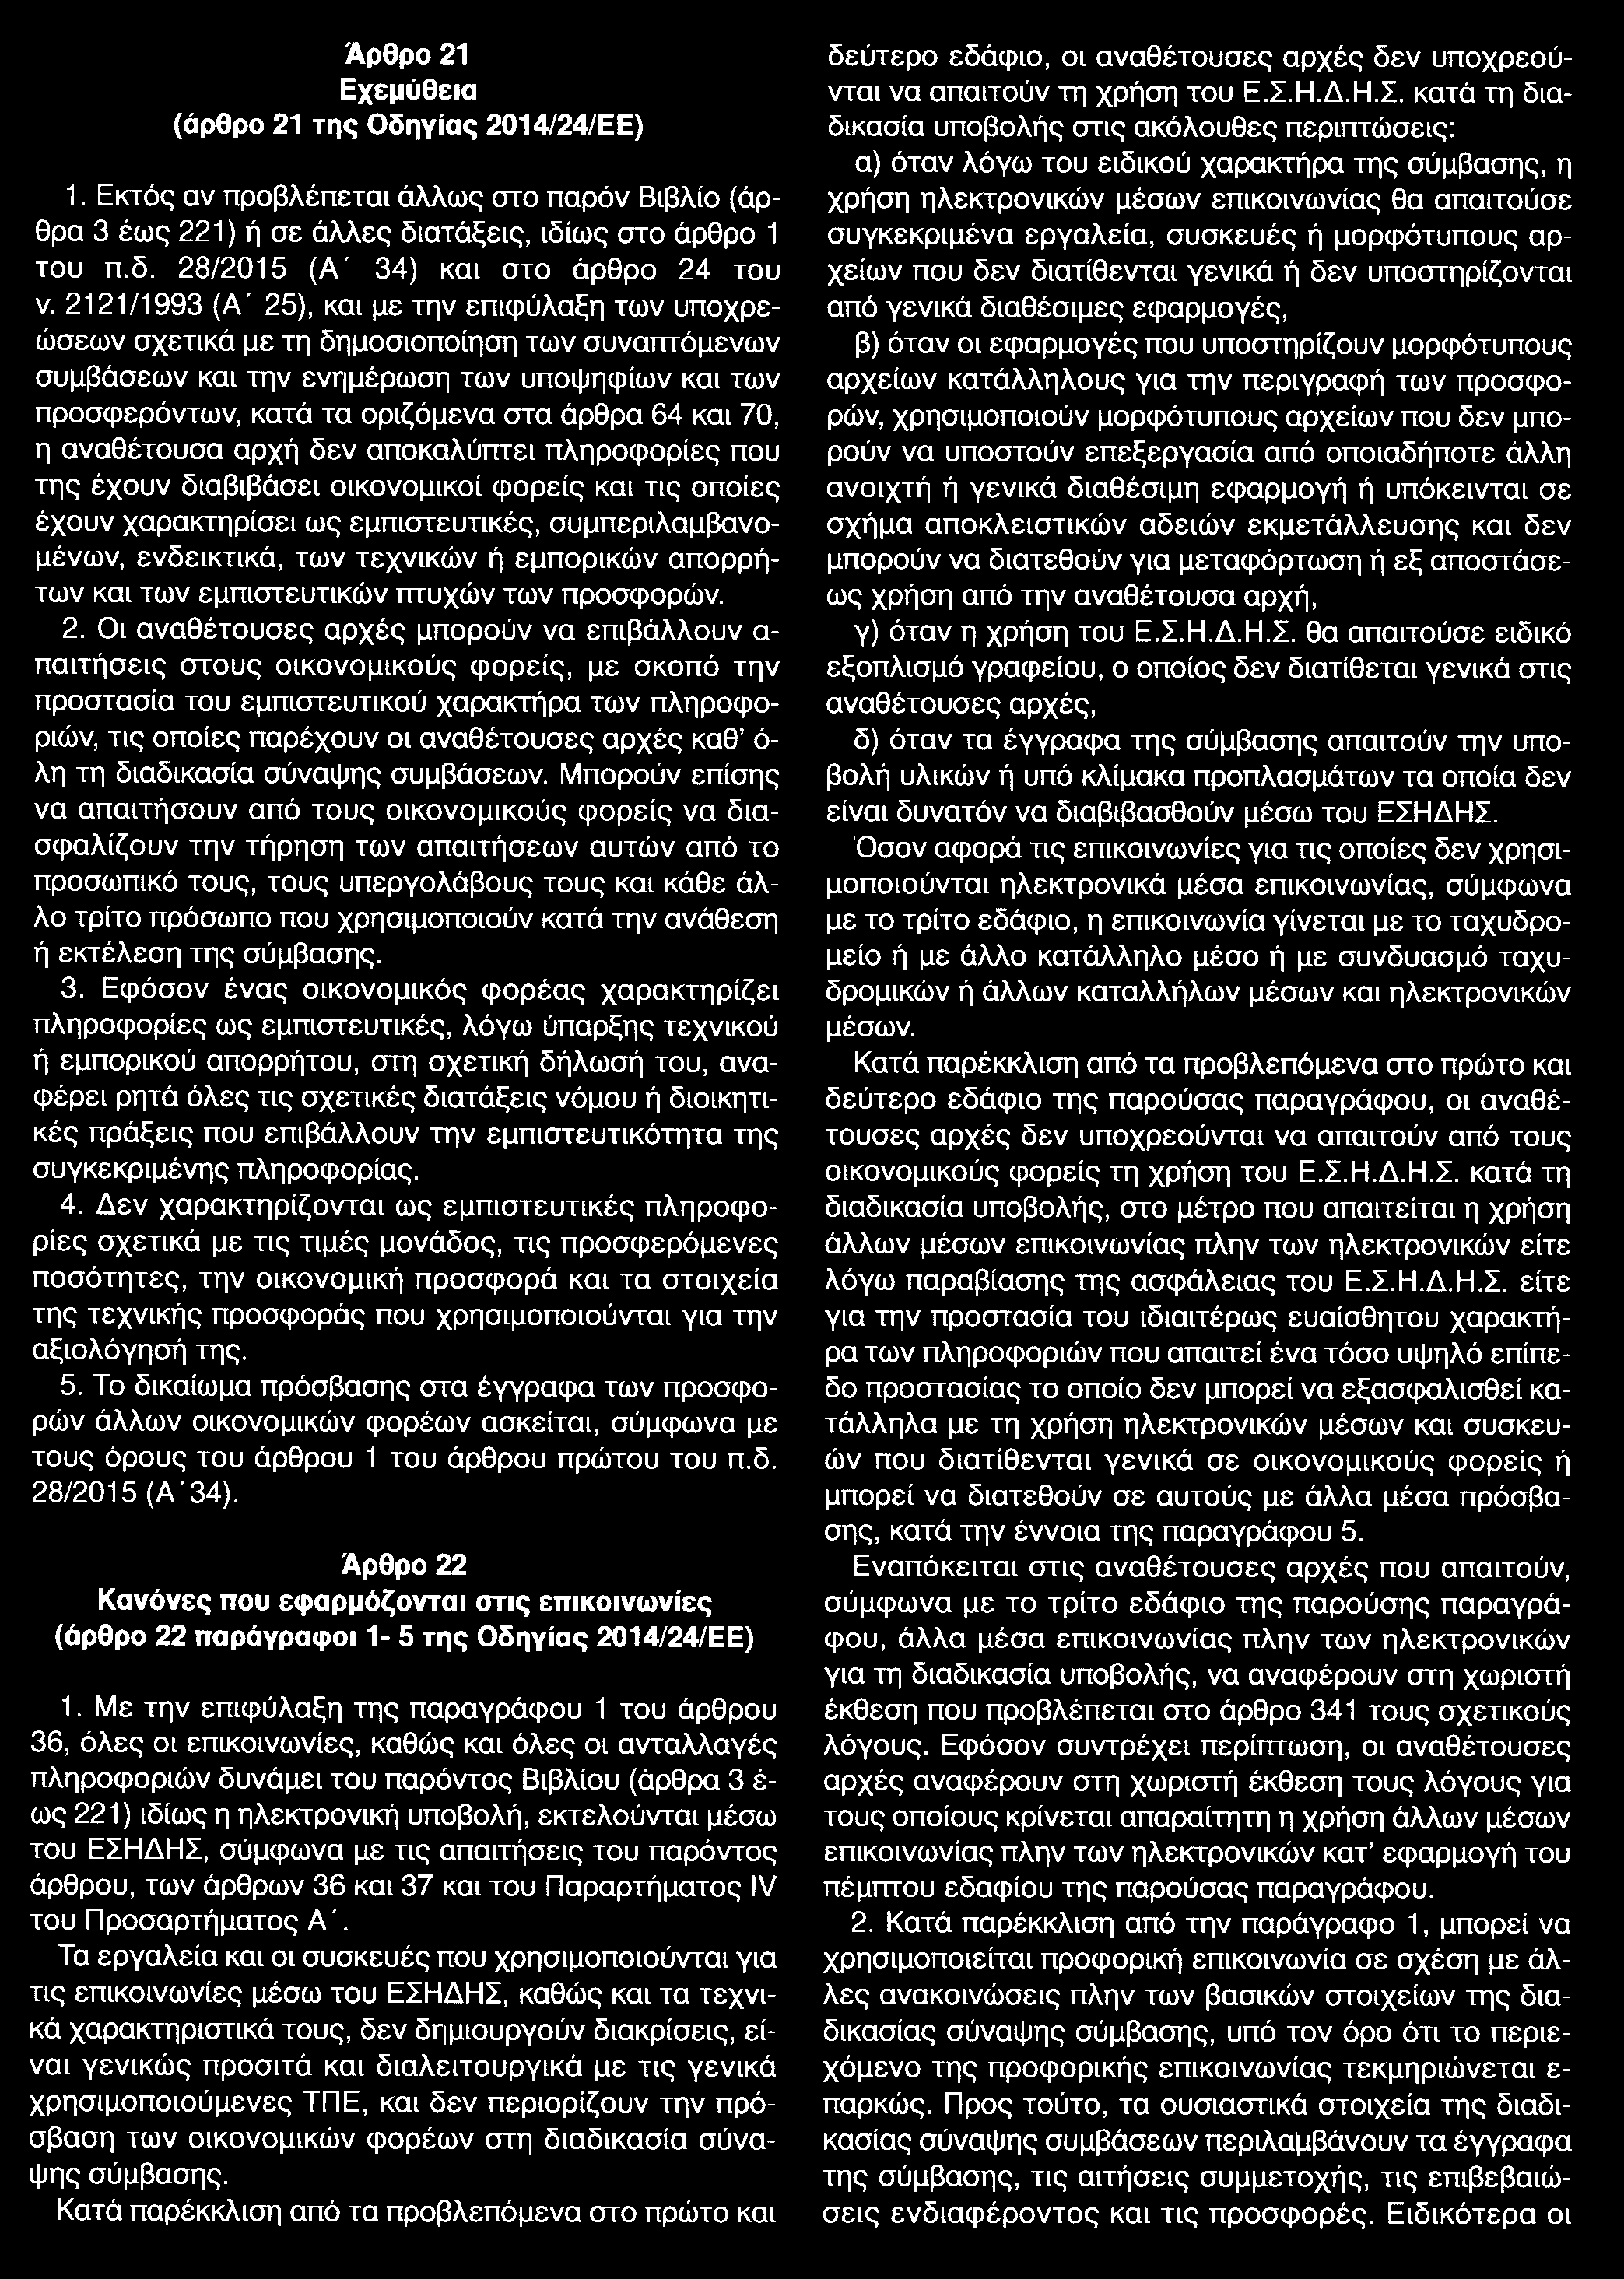 Άρθρο 21
Εχεμύθεια
(άρθρο 21 της Οδηγίας 2014/24/ΕΕ)
1. Εκτός αν προβλέπεται άλλως στο παρόν Βιβλίο (άρ-
θρα 3 έως 221) ή σε άλλες διατάξεις, ιδίως στο άρθρο 1
του π.δ. 28/2015 (Α΄ 34) και στο άρθρο 24 του
ν. 2121/1993 (Α΄ 25), και με την επιφύλαξη των υποχρε-
ώσεων σχετικά με τη δημοσιοποίηση των συναπτόμενων
συμβάσεων και την ενημέρωση των υποψηφίων και των
προσφερόντων, κατά τα οριζόμενα στα άρθρα 64 και 70,
η αναθέτουσα αρχή δεν αποκαλύπτει πληροφορίες που
της έχουν διαβιβάσει οικονομικοί φορείς και τις οποίες
έχουν χαρακτηρίσει ως εμπιστευτικές, συμπεριλαμβανο-
μένων, ενδεικτικά, των τεχνικών ή εμπορικών απορρή-
των και των εμπιστευτικών πτυχών των προσφορών.
2. Οι αναθέτουσες αρχές μπορούν να επιβάλλουν α-
παιτήσεις στους οικονομικούς φορείς, με σκοπό την
προστασία του εμπιστευτικού χαρακτήρα των πληροφο-
ριών, τις οποίες παρέχουν οι αναθέτουσες αρχές καθ’ ό-
λη τη διαδικασία σύναψης συμβάσεων. Μπορούν επίσης
να απαιτήσουν από τους οικονομικούς φορείς να δια-
σφαλίζουν την τήρηση των απαιτήσεων αυτών από το
προσωπικό τους, τους υπεργολάβους τους και κάθε άλ-
λο τρίτο πρόσωπο που χρησιμοποιούν κατά την ανάθεση
ή εκτέλεση της σύμβασης.
3. Εφόσον ένας οικονομικός φορέας χαρακτηρίζει
πληροφορίες ως εμπιστευτικές, λόγω ύπαρξης τεχνικού
ή εμπορικού απορρήτου, στη σχετική δήλωσή του, ανα-
φέρει ρητά όλες τις σχετικές διατάξεις νόμου ή διοικητι-
κές πράξεις που επιβάλλουν την εμπιστευτικότητα της
συγκεκριμένης πληροφορίας.
4. Δεν χαρακτηρίζονται ως εμπιστευτικές πληροφο-
ρίες σχετικά με τις τιμές μονάδος, τις προσφερόμενες
ποσότητες, την οικονομική προσφορά και τα στοιχεία
της τεχνικής προσφοράς που χρησιμοποιούνται για την
αξιολόγησή της.
5. Το δικαίωμα πρόσβασης στα έγγραφα των προσφο-
ρών άλλων οικονομικών φορέων ασκείται, σύμφωνα με
τους όρους του άρθρου 1 του άρθρου πρώτου του π.δ.
28/2015 (Α΄34).
Άρθρο 22
Κανόνες που εφαρμόζονται στις επικοινωνίες
(άρθρο 22 παράγραφοι 1- 5 της Οδηγίας 2014/24/ΕΕ)
1. Με την επιφύλαξη της παραγράφου 1 του άρθρου
36, όλες οι επικοινωνίες, καθώς και όλες οι ανταλλαγές
πληροφοριών δυνάμει του παρόντος Βιβλίου (άρθρα 3 έ-
ως 221) ιδίως η ηλεκτρονική υποβολή, εκτελούνται μέσω
του ΕΣΗΔΗΣ, σύμφωνα με τις απαιτήσεις του παρόντος
άρθρου, των άρθρων 36 και 37 και του Παραρτήματος IV
του Προσαρτήματος Α΄.
Τα εργαλεία και οι συσκευές που χρησιμοποιούνται για
τις επικοινωνίες μέσω του ΕΣΗΔΗΣ, καθώς και τα τεχνι-
κά χαρακτηριστικά τους, δεν δημιουργούν διακρίσεις, εί-
ναι γενικώς προσιτά και διαλειτουργικά με τις γενικά
χρησιμοποιούμενες ΤΠΕ, και δεν περιορίζουν την πρό-
σβαση των οικονομικών φορέων στη διαδικασία σύνα-
ψης σύμβασης.
Κατά παρέκκλιση από τα προβλεπόμενα στο πρώτο και
δεύτερο εδάφιο, οι αναθέτουσες αρχές δεν υποχρεού-
νται να απαιτούν τη χρήση του Ε.Σ.Η.Δ.Η.Σ. κατά τη δια-
δικασία υποβολής στις ακόλουθες περιπτώσεις:
α) όταν λόγω του ειδικού χαρακτήρα της σύμβασης, η
χρήση ηλεκτρονικών μέσων επικοινωνίας θα απαιτούσε
συγκεκριμένα εργαλεία, συσκευές ή μορφότυπους αρ-
χείων που δεν διατίθενται γενικά ή δεν υποστηρίζονται
από γενικά διαθέσιμες εφαρμογές,
β) όταν οι εφαρμογές που υποστηρίζουν μορφότυπους
αρχείων κατάλληλους για την περιγραφή των προσφο-
ρών, χρησιμοποιούν μορφότυπους αρχείων που δεν μπο-
ρούν να υποστούν επεξεργασία από οποιαδήποτε άλλη
ανοιχτή ή γενικά διαθέσιμη εφαρμογή ή υπόκεινται σε
σχήμα αποκλειστικών αδειών εκμετάλλευσης και δεν
μπορούν να διατεθούν για μεταφόρτωση ή εξ αποστάσε-
ως χρήση από την αναθέτουσα αρχή,
γ) όταν η χρήση του Ε.Σ.Η.Δ.Η.Σ. θα απαιτούσε ειδικό
εξοπλισμό γραφείου, ο οποίος δεν διατίθεται γενικά στις
αναθέτουσες αρχές,
δ) όταν τα έγγραφα της σύμβασης απαιτούν την υπο-
βολή υλικών ή υπό κλίμακα προπλασμάτων τα οποία δεν
είναι δυνατόν να διαβιβασθούν μέσω του ΕΣΗΔΗΣ.
Όσον αφορά τις επικοινωνίες για τις οποίες δεν χρησι-
μοποιούνται ηλεκτρονικά μέσα επικοινωνίας, σύμφωνα
με το τρίτο εδάφιο, η επικοινωνία γίνεται με το ταχυδρο-
μείο ή με άλλο κατάλληλο μέσο ή με συνδυασμό ταχυ-
δρομικών ή άλλων καταλλήλων μέσων και ηλεκτρονικών
μέσων.
Κατά παρέκκλιση από τα προβλεπόμενα στο πρώτο και
δεύτερο εδάφιο της παρούσας παραγράφου, οι αναθέ-
τουσες αρχές δεν υποχρεούνται να απαιτούν από τους
οικονομικούς φορείς τη χρήση του Ε.Σ.Η.Δ.Η.Σ. κατά τη
διαδικασία υποβολής, στο μέτρο που απαιτείται η χρήση
άλλων μέσων επικοινωνίας πλην των ηλεκτρονικών είτε
λόγω παραβίασης της ασφάλειας του Ε.Σ.Η.Δ.Η.Σ. είτε
για την προστασία του ιδιαιτέρως ευαίσθητου χαρακτή-
ρα των πληροφοριών που απαιτεί ένα τόσο υψηλό επίπε-
δο προστασίας το οποίο δεν μπορεί να εξασφαλισθεί κα-
τάλληλα με τη χρήση ηλεκτρονικών μέσων και συσκευ-
ών που διατίθενται γενικά σε οικονομικούς φορείς ή
μπορεί να διατεθούν σε αυτούς με άλλα μέσα πρόσβα-
σης, κατά την έννοια της παραγράφου 5.
Εναπόκειται στις αναθέτουσες αρχές που απαιτούν,
σύμφωνα με το τρίτο εδάφιο της παρούσης παραγρά-
φου, άλλα μέσα επικοινωνίας πλην των ηλεκτρονικών
για τη διαδικασία υποβολής, να αναφέρουν στη χωριστή
έκθεση που προβλέπεται στο άρθρο 341 τους σχετικούς
λόγους. Εφόσον συντρέχει περίπτωση, οι αναθέτουσες
αρχές αναφέρουν στη χωριστή έκθεση τους λόγους για
τους οποίους κρίνεται απαραίτητη η χρήση άλλων μέσων
επικοινωνίας πλην των ηλεκτρονικών κατ’ εφαρμογή του
πέμπτου εδαφίου της παρούσας παραγράφου.
2. Κατά παρέκκλιση από την παράγραφο 1, μπορεί να
χρησιμοποιείται προφορική επικοινωνία σε σχέση με άλ-
λες ανακοινώσεις πλην των βασικών στοιχείων της δια-
δικασίας σύναψης σύμβασης, υπό τον όρο ότι το περιε-
χόμενο της προφορικής επικοινωνίας τεκμηριώνεται ε-
παρκώς. Προς τούτο, τα ουσιαστικά στοιχεία της διαδι-
κασίας σύναψης συμβάσεων περιλαμβάνουν τα έγγραφα
της σύμβασης, τις αιτήσεις συμμετοχής, τις επιβεβαιώ-
σεις ενδιαφέροντος και τις προσφορές. Ειδικότερα οι